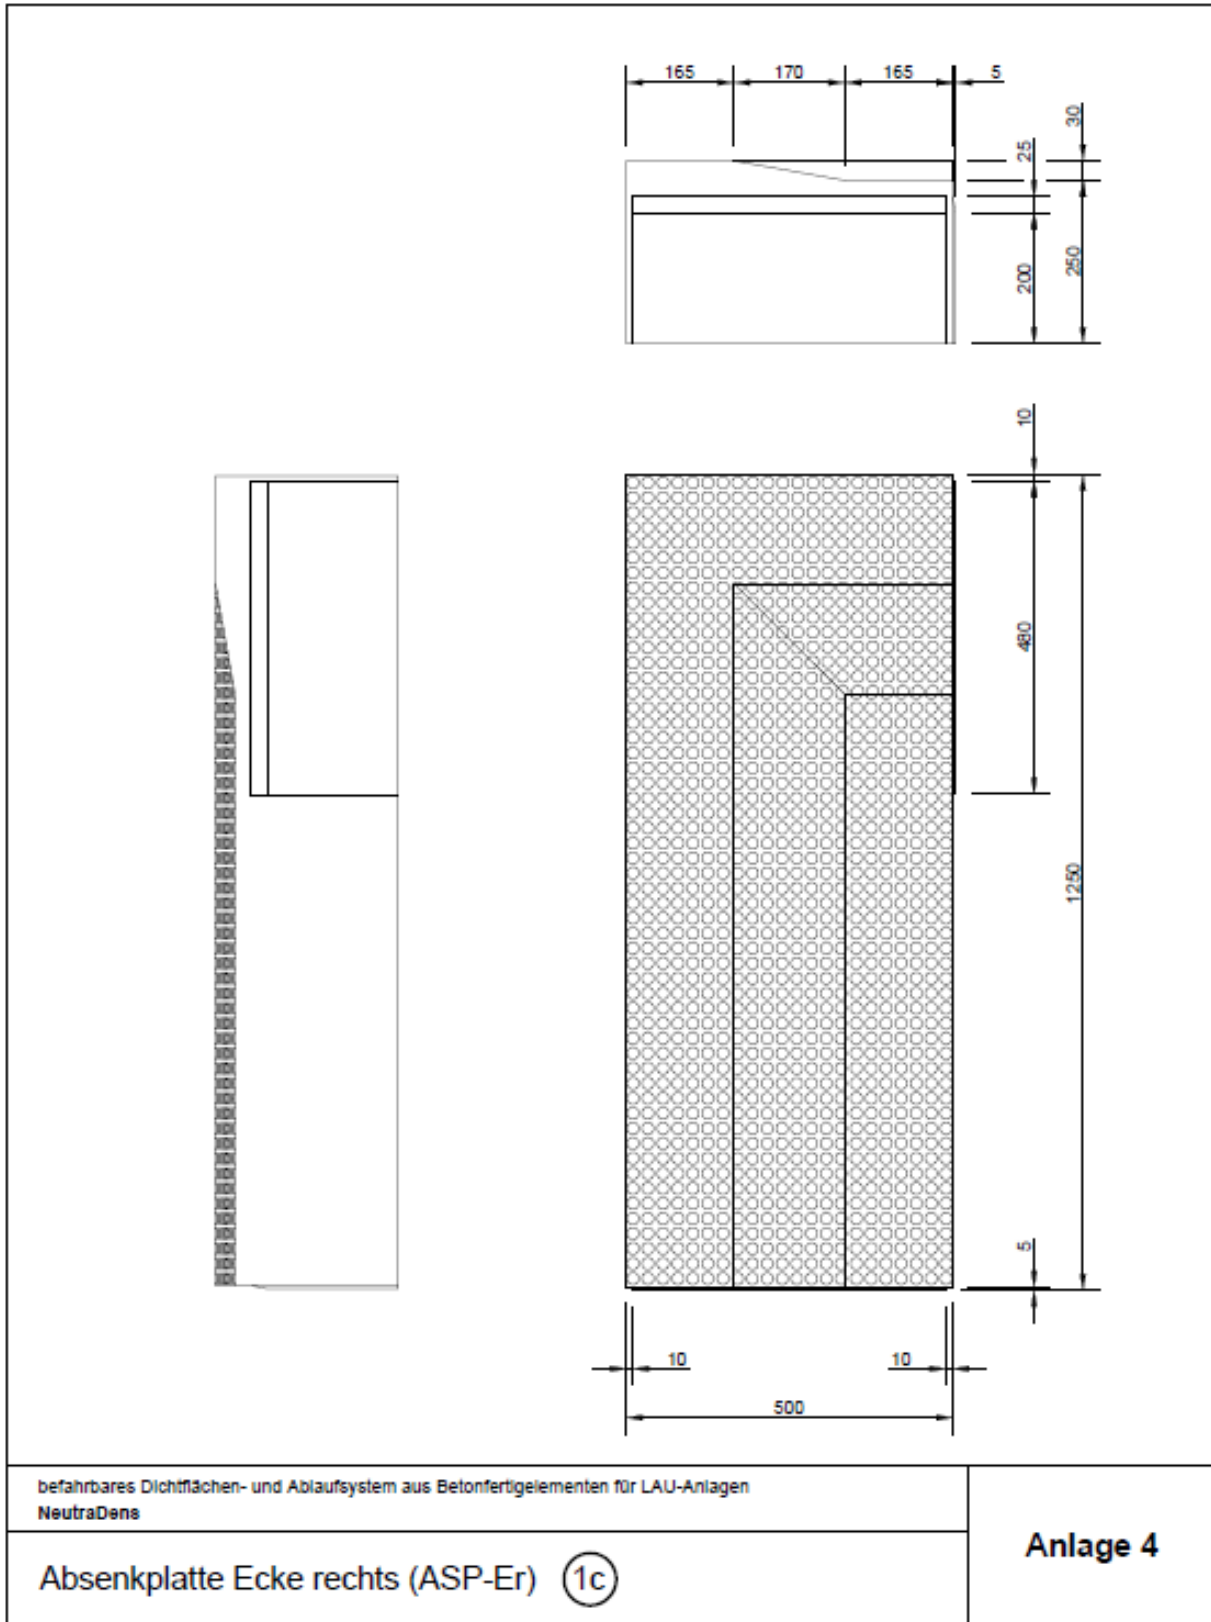 165 170 165 5
30
25
250
200
10
480
1250
5
10 10
500
befahrbares Dichtflächen- und Ablaufsystem aus Betonfertigelementen für LAU-Anlagen
NeutraDens
Anlage 4
Absenkplatte Ecke rechts (ASP-Er) 1c